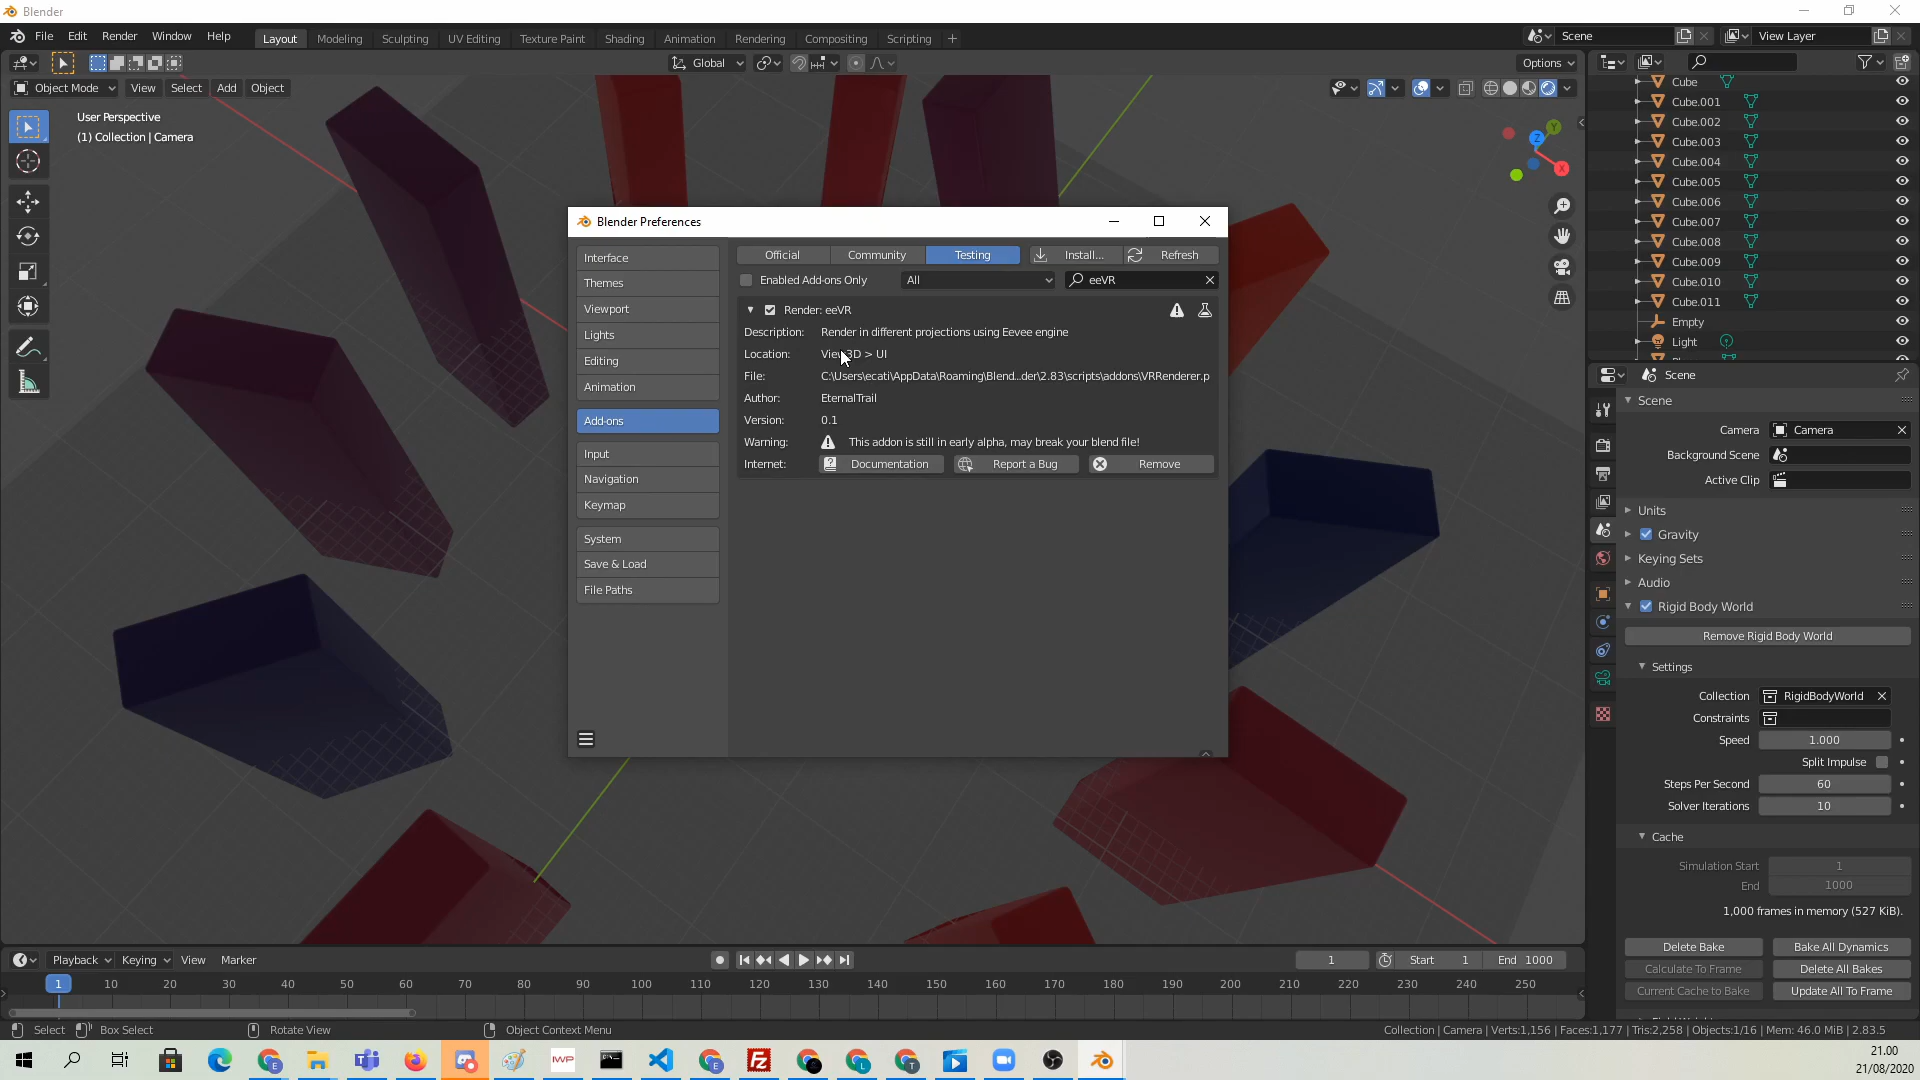 Blender
File Edit Render Window Help Layout Modeling Sculpting UV Editing Texture Paint Shading Animation Rendering Compositing Scripting + Scene View Layer
Global Options
Object Mode View Select Add Object
User Perspective
(1) Collection | Camera
Z Y X
Cube
Cube.001
Cube.002
Cube.003
Cube.004
Cube.005
Cube.006
Cube.007
Cube.008
Cube.009
Cube.010
Cube.011
Empty
Light
Blender Preferences
Interface
Themes
Viewport
Lights
Editing
Animation
Add-ons
Input
Navigation
Keymap
System
Save & Load
File Paths
Official Community Testing Install... Refresh
Enabled Add-ons Only All eeVR
Render: eeVR
Description: Render in different projections using Eevee engine
Location: View3D > UI
File: C:\Users\ecati\AppData\Roaming\Blend...der\2.83\scripts\addons\VRRenderer.p
Author: EternalTrail
Version: 0.1
Warning: This addon is still in early alpha, may break your blend file!
Internet: Documentation Report a Bug Remove
Scene
Scene
Camera Camera
Background Scene
Active Clip
Units
Gravity
Keying Sets
Audio
Rigid Body World
Remove Rigid Body World
Settings
Collection RigidBodyWorld
Constraints
Speed 1.000
Split Impulse
Steps Per Second 60
Solver Iterations 10
Cache
Simulation Start 1
End 1000
1,000 frames in memory (527 KiB).
Delete Bake Bake All Dynamics
Calculate To Frame Delete All Bakes
Current Cache to Bake Update All To Frame
Playback Keying View Marker 1 Start 1 End 1000
1 10 20 30 40 50 60 70 80 90 100 110 120 130 140 150 160 170 180 190 200 210 220 230 240 250
Select Box Select Rotate View Object Context Menu Collection | Camera | Verts:1,156 | Faces:1,177 | Tris:2,258 | Objects:1/16 | Mem: 46.0 MiB | 2.83.5
IWP
21.00
21/08/2020